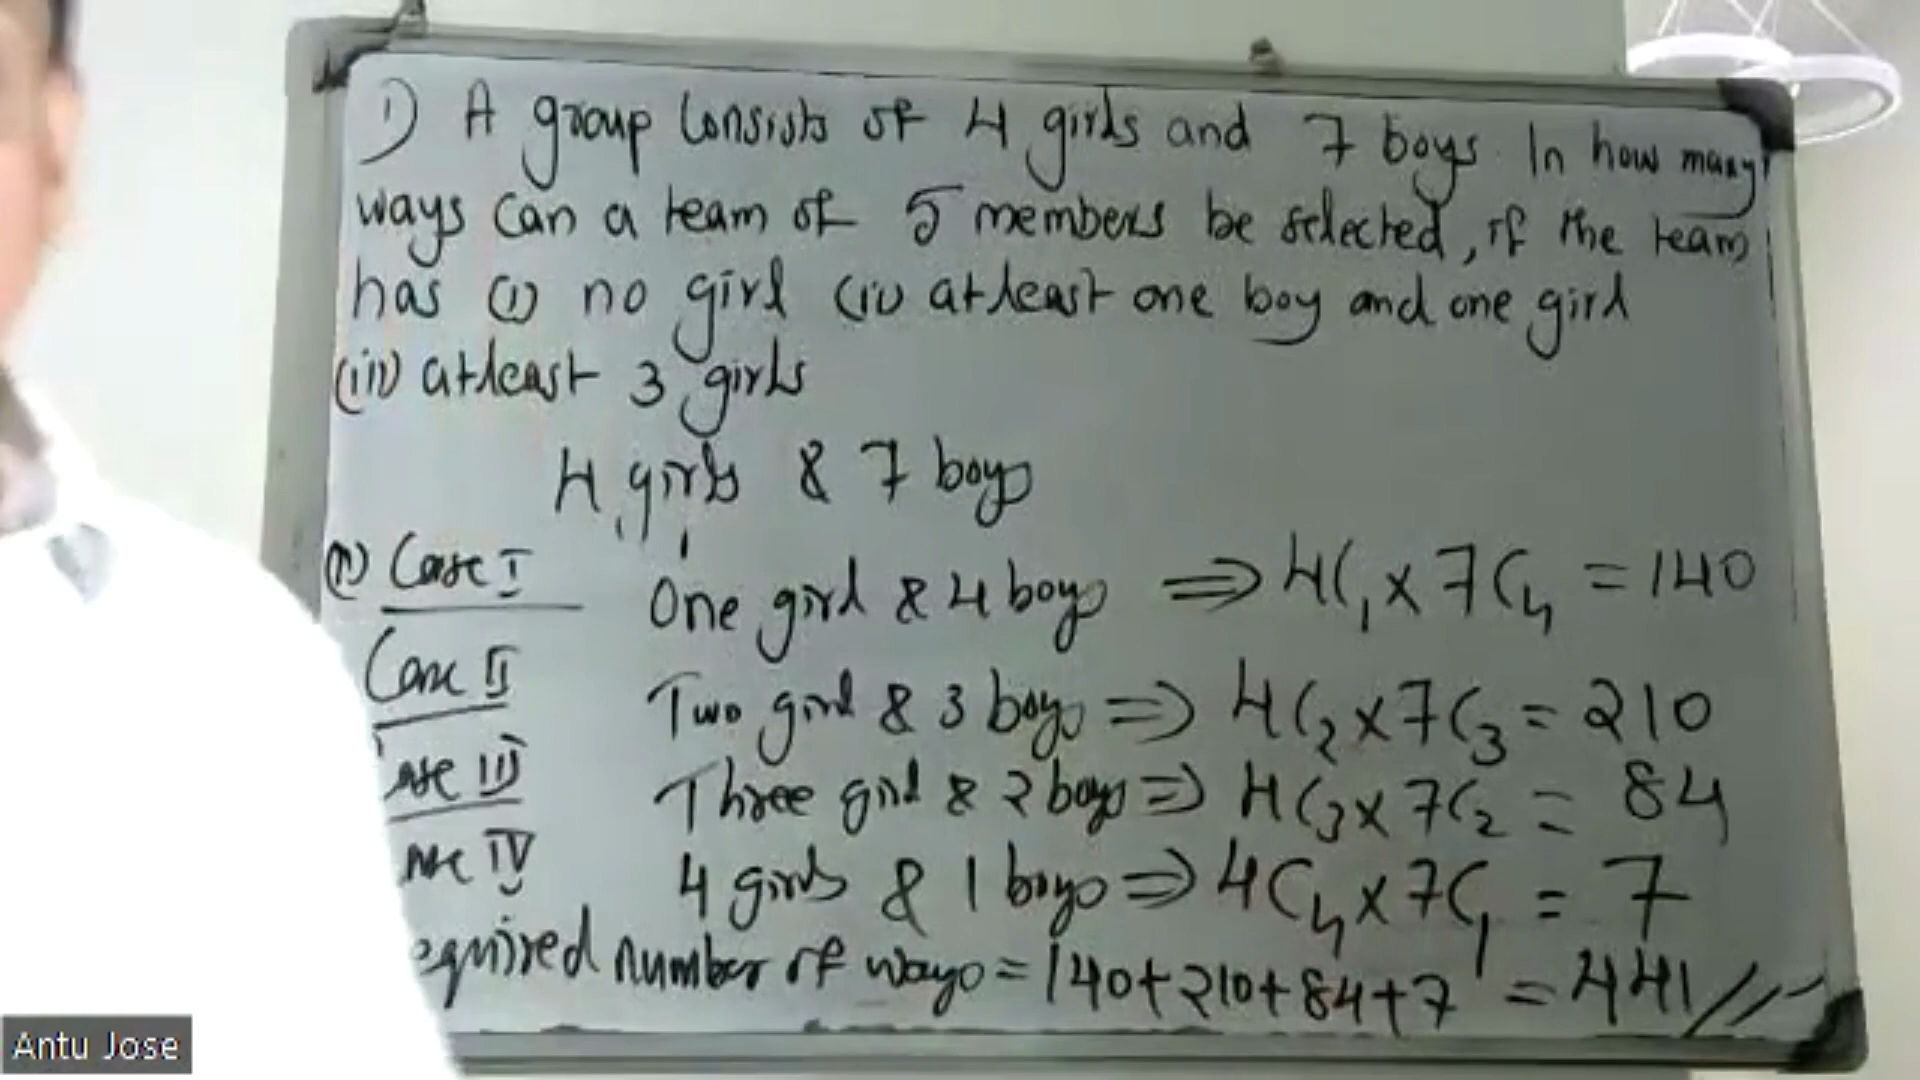 1) A group consists of 4 girls and 7 boys. In how many
ways can a team of 5 members be selected, if the team
has (i) no girl (ii) atleast one boy and one girl
(iii) atleast 3 girls
4 girls & 7 boys
(ii) Case I One girl & 4 boys ⇒ 4C₁ × 7C₄ = 140
Case II Two girl & 3 boys ⇒ 4C₂ × 7C₃ = 210
ase III Three girl & 2 boys ⇒ 4C₃ × 7C₂ = 84
ase IV 4 girls & 1 boys ⇒ 4C₄ × 7C₁ = 7
equired number of ways = 140+210+84+7 = 441//
Antu Jose